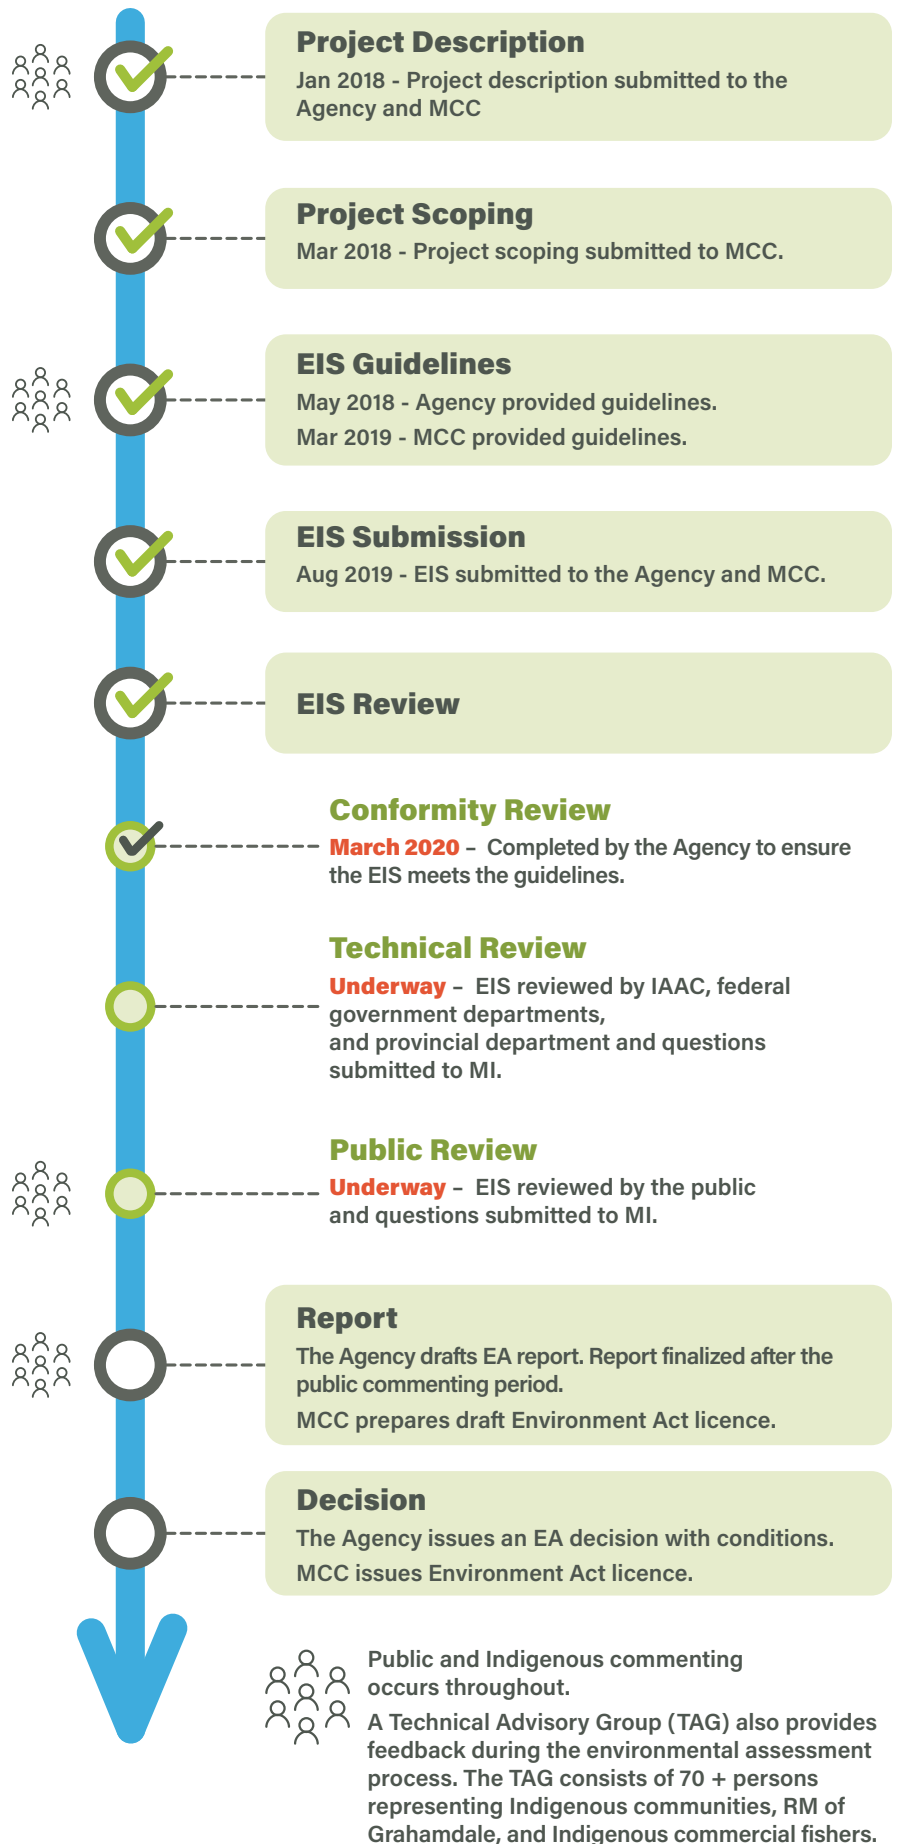 Project Description
Jan 2018 - Project description submitted to the
Agency and MCC
Project Scoping
Mar 2018 - Project scoping submitted to MCC.
EIS Guidelines
May 2018 - Agency provided guidelines.
Mar 2019 - MCC provided guidelines.
EIS Submission
Aug 2019 - EIS submitted to the Agency and MCC.
EIS Review
Conformity Review
March 2020 – Completed by the Agency to ensure
the EIS meets the guidelines.
Technical Review
Underway – EIS reviewed by IAAC, federal
government departments,
and provincial department and questions
submitted to MI.
Public Review
Underway – EIS reviewed by the public
and questions submitted to MI.
Report
The Agency drafts EA report. Report finalized after the
public commenting period.
MCC prepares draft Environment Act licence.
Decision
The Agency issues an EA decision with conditions.
MCC issues Environment Act licence.
Public and Indigenous commenting
occurs throughout.
A Technical Advisory Group (TAG) also provides
feedback during the environmental assessment
process. The TAG consists of 70 + persons
representing Indigenous communities, RM of
Grahamdale, and Indigenous commercial fishers.